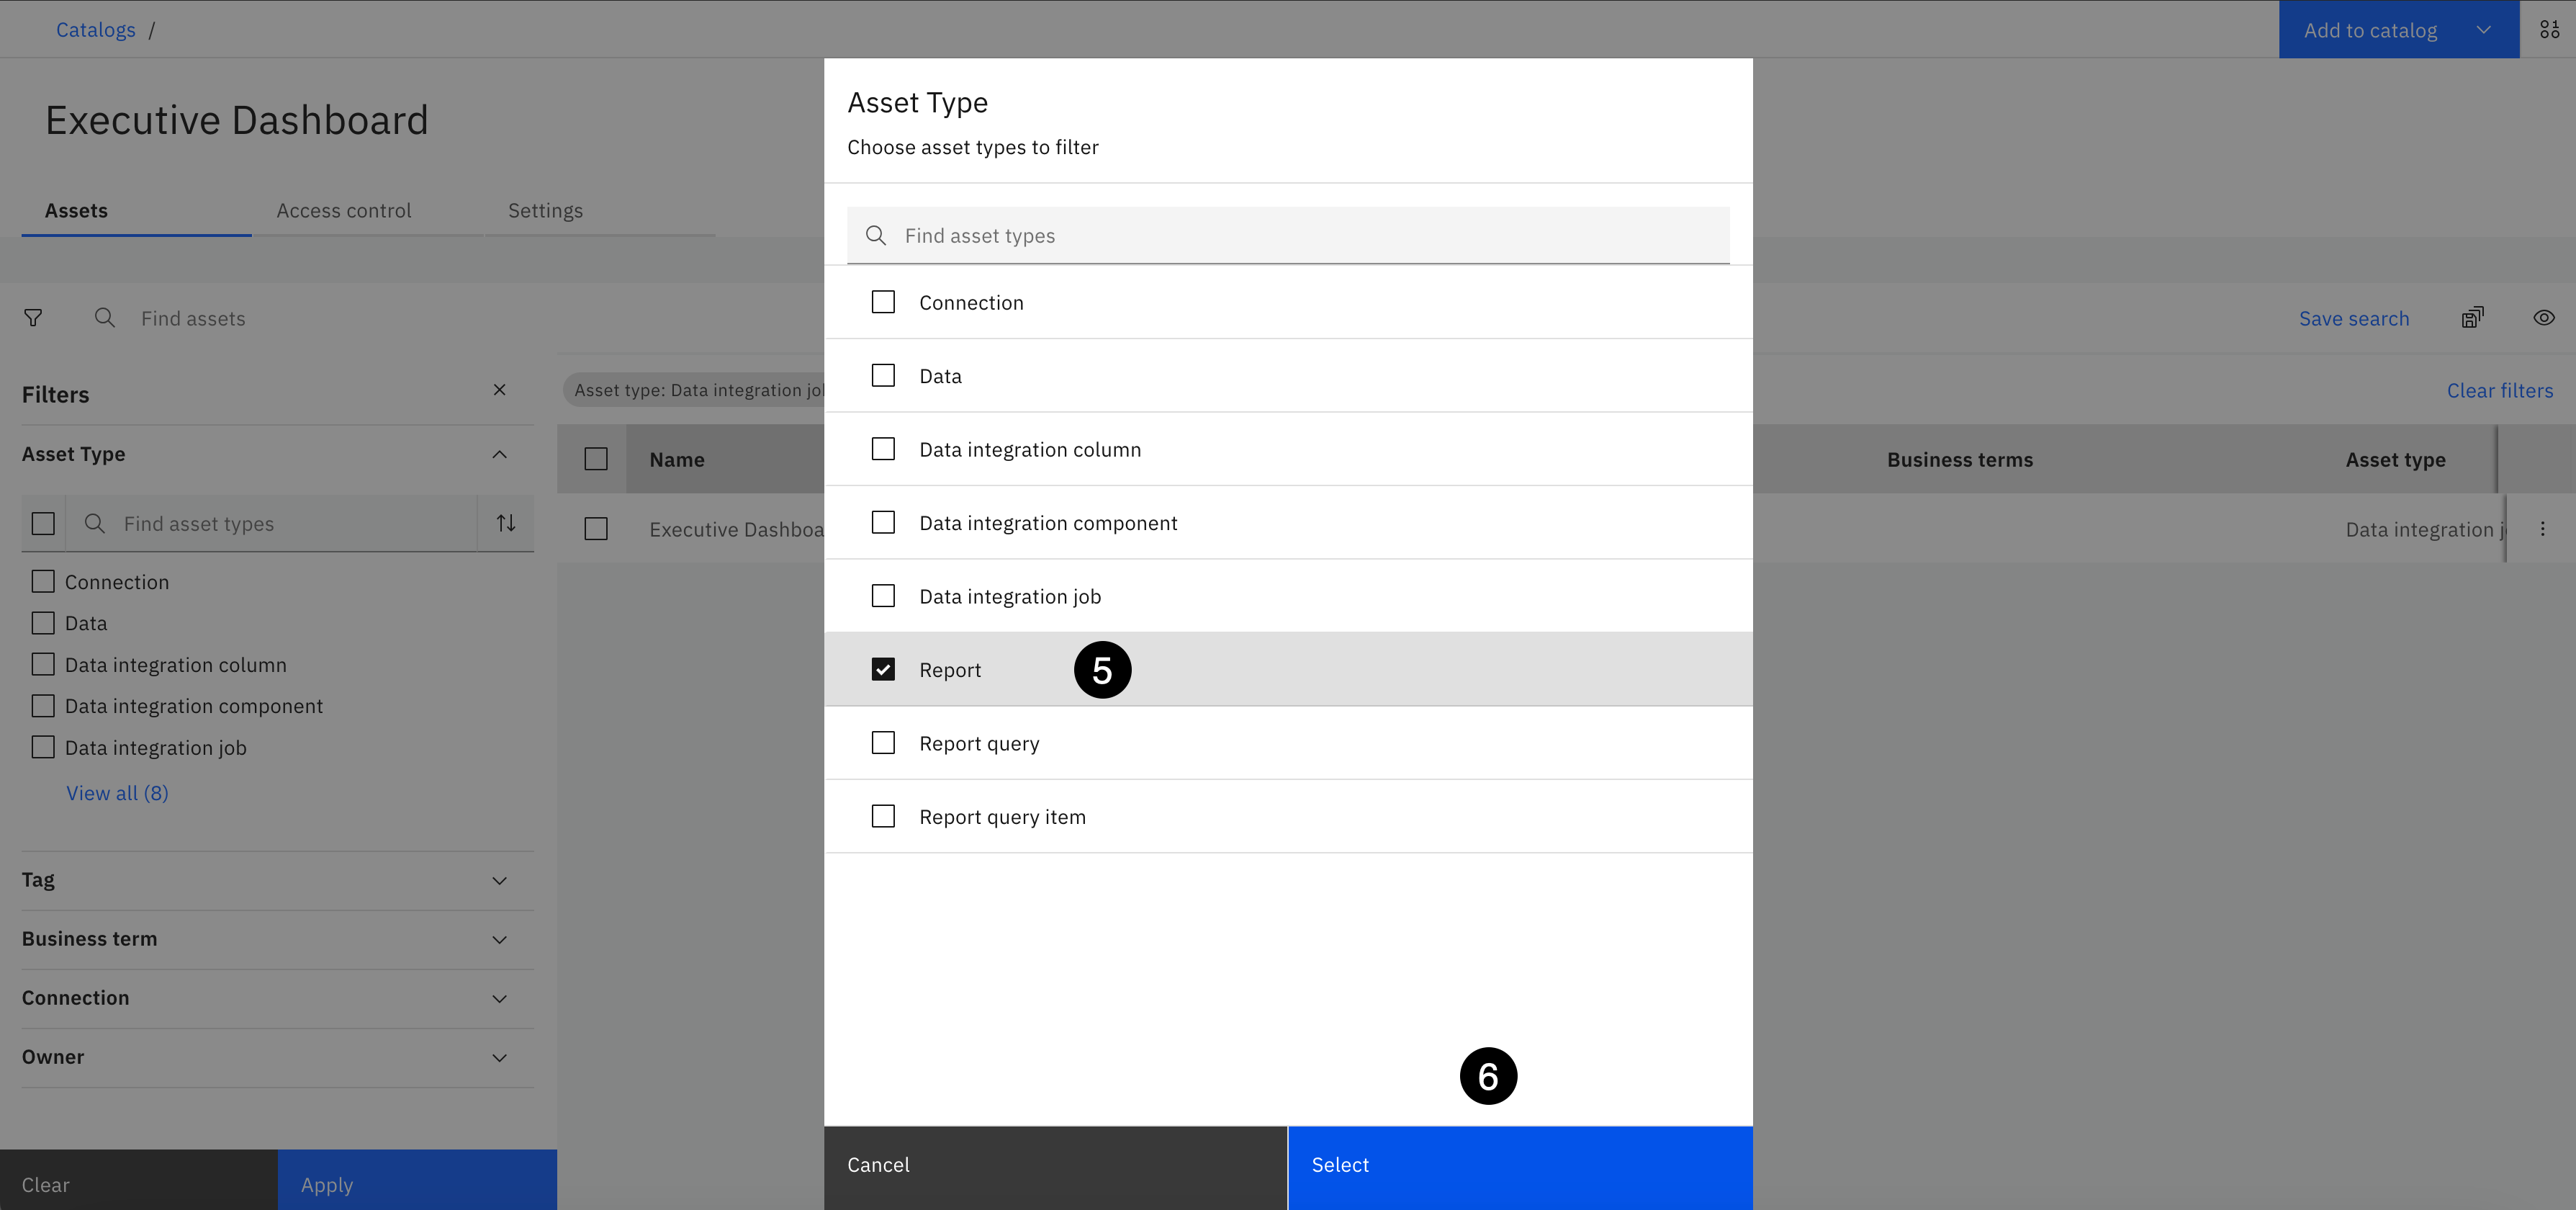 Catalogs /
Add to catalog
Executive Dashboard
Assets
Access control
Settings
Find assets
Save search
Filters
Asset Type
Find asset types
Connection
Data
Data integration column
Data integration component
Data integration job
View all (8)
Tag
Business term
Connection
Owner
Clear
Apply
Asset type: Data integration jo
Clear filters
Name
Business terms
Asset type
Executive Dashboa
Data integration j
Asset Type
Choose asset types to filter
Find asset types
Connection
Data
Data integration column
Data integration component
Data integration job
Report
5
Report query
Report query item
6
Cancel
Select